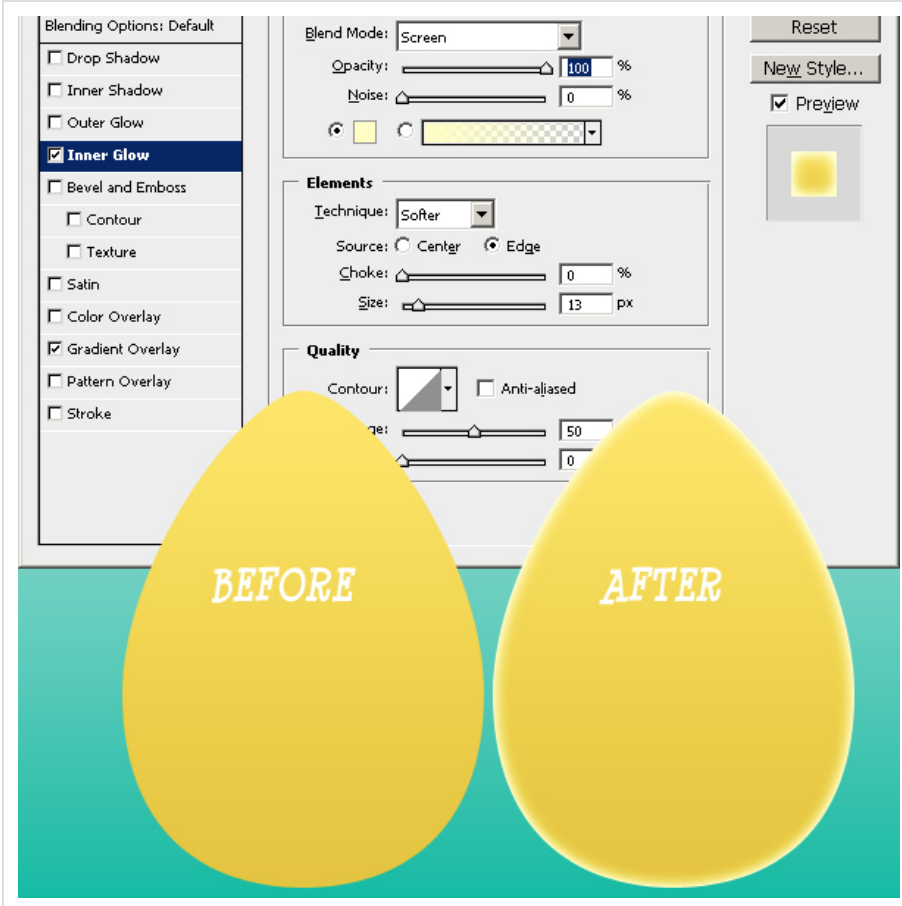 Blending Options: Default
Drop Shadow
Inner Shadow
Outer Glow
Inner Glow
Bevel and Emboss
Contour
Texture
Satin
Color Overlay
Gradient Overlay
Pattern Overlay
Stroke
Blend Mode: Screen
Opacity: 100 %
Noise: 0 %
Elements
Technique: Softer
Source: Center Edge
Choke: 0 %
Size: 13 px
Quality
Contour: Anti-aliased
50
0
Reset
New Style...
Preview
BEFORE
AFTER